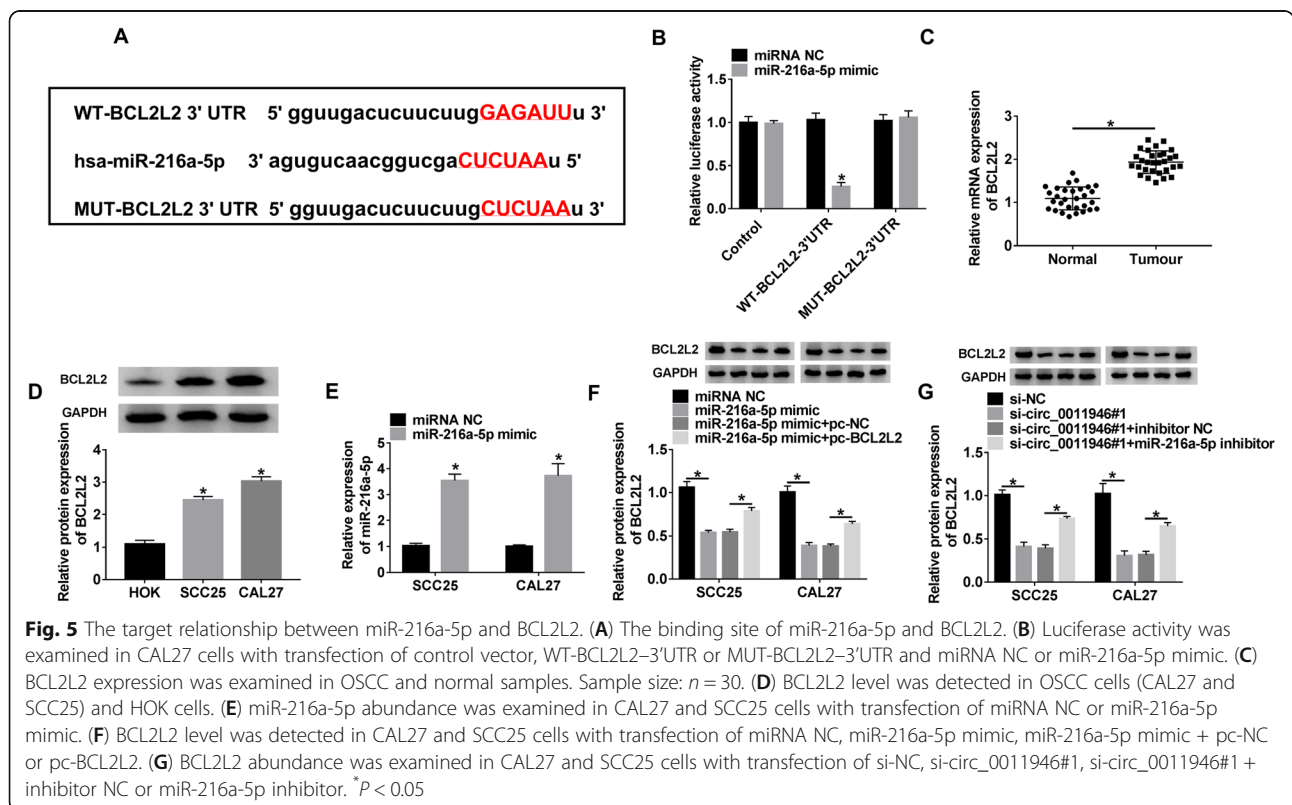 A
WT-BCL2L2 3' UTR 5' gguugacucuucuugGAGAUUu 3'
hsa-miR-216a-5p 3' agugucaacggucgaCUCUAAu 5'
MUT-BCL2L2 3' UTR 5' gguugacucuucuugCUCUAAu 3'
B
miRNA NC
miR-216a-5p mimic
Relative luciferase activity
1.5
1.0
0.5
0.0
*
Control
WT-BCL2L2-3'UTR
MUT-BCL2L2-3'UTR
C
Relative mRNA expression
of BCL2L2
3
2
1
0
*
Normal Tumour
D
BCL2L2
GAPDH
Relative protein expression
of BCL2L2
4
3
2
1
0
* *
HOK SCC25 CAL27
E
miRNA NC
miR-216a-5p mimic
Relative expression
of miR-216a-5p
5
4
3
2
1
0
* *
SCC25 CAL27
F
BCL2L2
GAPDH
miRNA NC
miR-216a-5p mimic
miR-216a-5p mimic+pc-NC
miR-216a-5p mimic+pc-BCL2L2
Relative protein expression
of BCL2L2
1.5
1.0
0.5
0.0
* * * *
SCC25 CAL27
G
BCL2L2
GAPDH
si-NC
si-circ_0011946#1
si-circ_0011946#1+inhibitor NC
si-circ_0011946#1+miR-216a-5p inhibitor
Relative protein expression
of BCL2L2
1.5
1.0
0.5
0.0
* * * *
SCC25 CAL27
Fig. 5 The target relationship between miR-216a-5p and BCL2L2. (A) The binding site of miR-216a-5p and BCL2L2. (B) Luciferase activity was
examined in CAL27 cells with transfection of control vector, WT-BCL2L2–3'UTR or MUT-BCL2L2–3'UTR and miRNA NC or miR-216a-5p mimic. (C)
BCL2L2 expression was examined in OSCC and normal samples. Sample size: n = 30. (D) BCL2L2 level was detected in OSCC cells (CAL27 and
SCC25) and HOK cells. (E) miR-216a-5p abundance was examined in CAL27 and SCC25 cells with transfection of miRNA NC or miR-216a-5p
mimic. (F) BCL2L2 level was detected in CAL27 and SCC25 cells with transfection of miRNA NC, miR-216a-5p mimic, miR-216a-5p mimic + pc-NC
or pc-BCL2L2. (G) BCL2L2 abundance was examined in CAL27 and SCC25 cells with transfection of si-NC, si-circ_0011946#1, si-circ_0011946#1 +
inhibitor NC or miR-216a-5p inhibitor. *P < 0.05